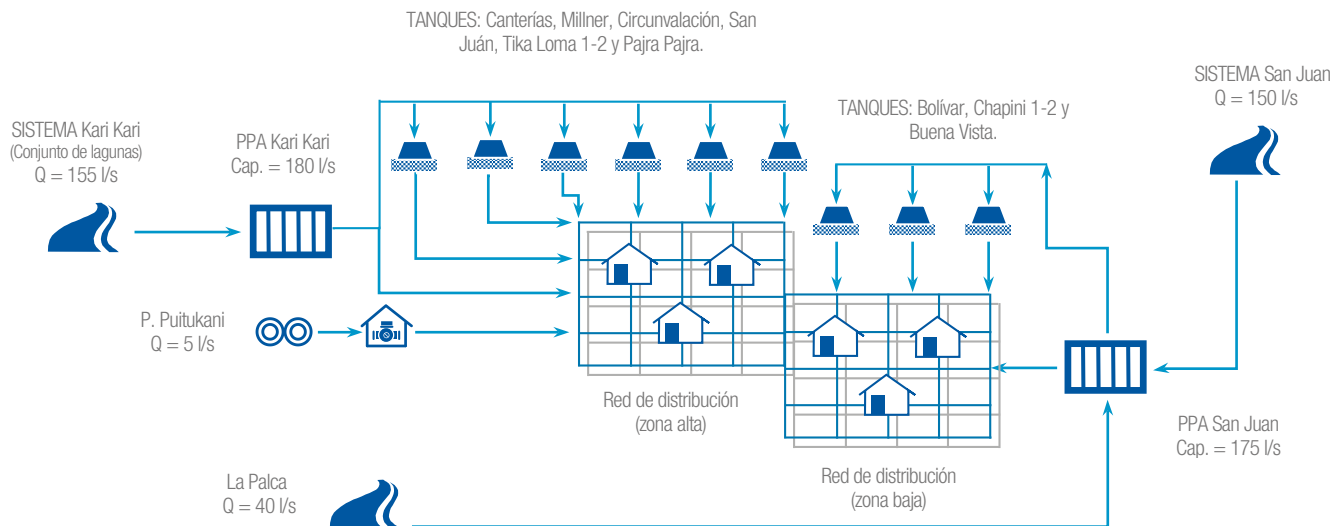 TANQUES: Canterías, Millner, Circunvalación, San
Juán, Tika Loma 1-2 y Pajra Pajra.
SISTEMA San Juan
Q = 150 l/s
TANQUES: Bolívar, Chapini 1-2 y
Buena Vista.
SISTEMA Kari Kari
(Conjunto de lagunas)
Q = 155 l/s
PPA Kari Kari
Cap. = 180 l/s
P. Puitukani
Q = 5 l/s
Red de distribución
(zona alta)
PPA San Juan
Cap. = 175 l/s
Red de distribución
(zona baja)
La Palca
Q = 40 l/s